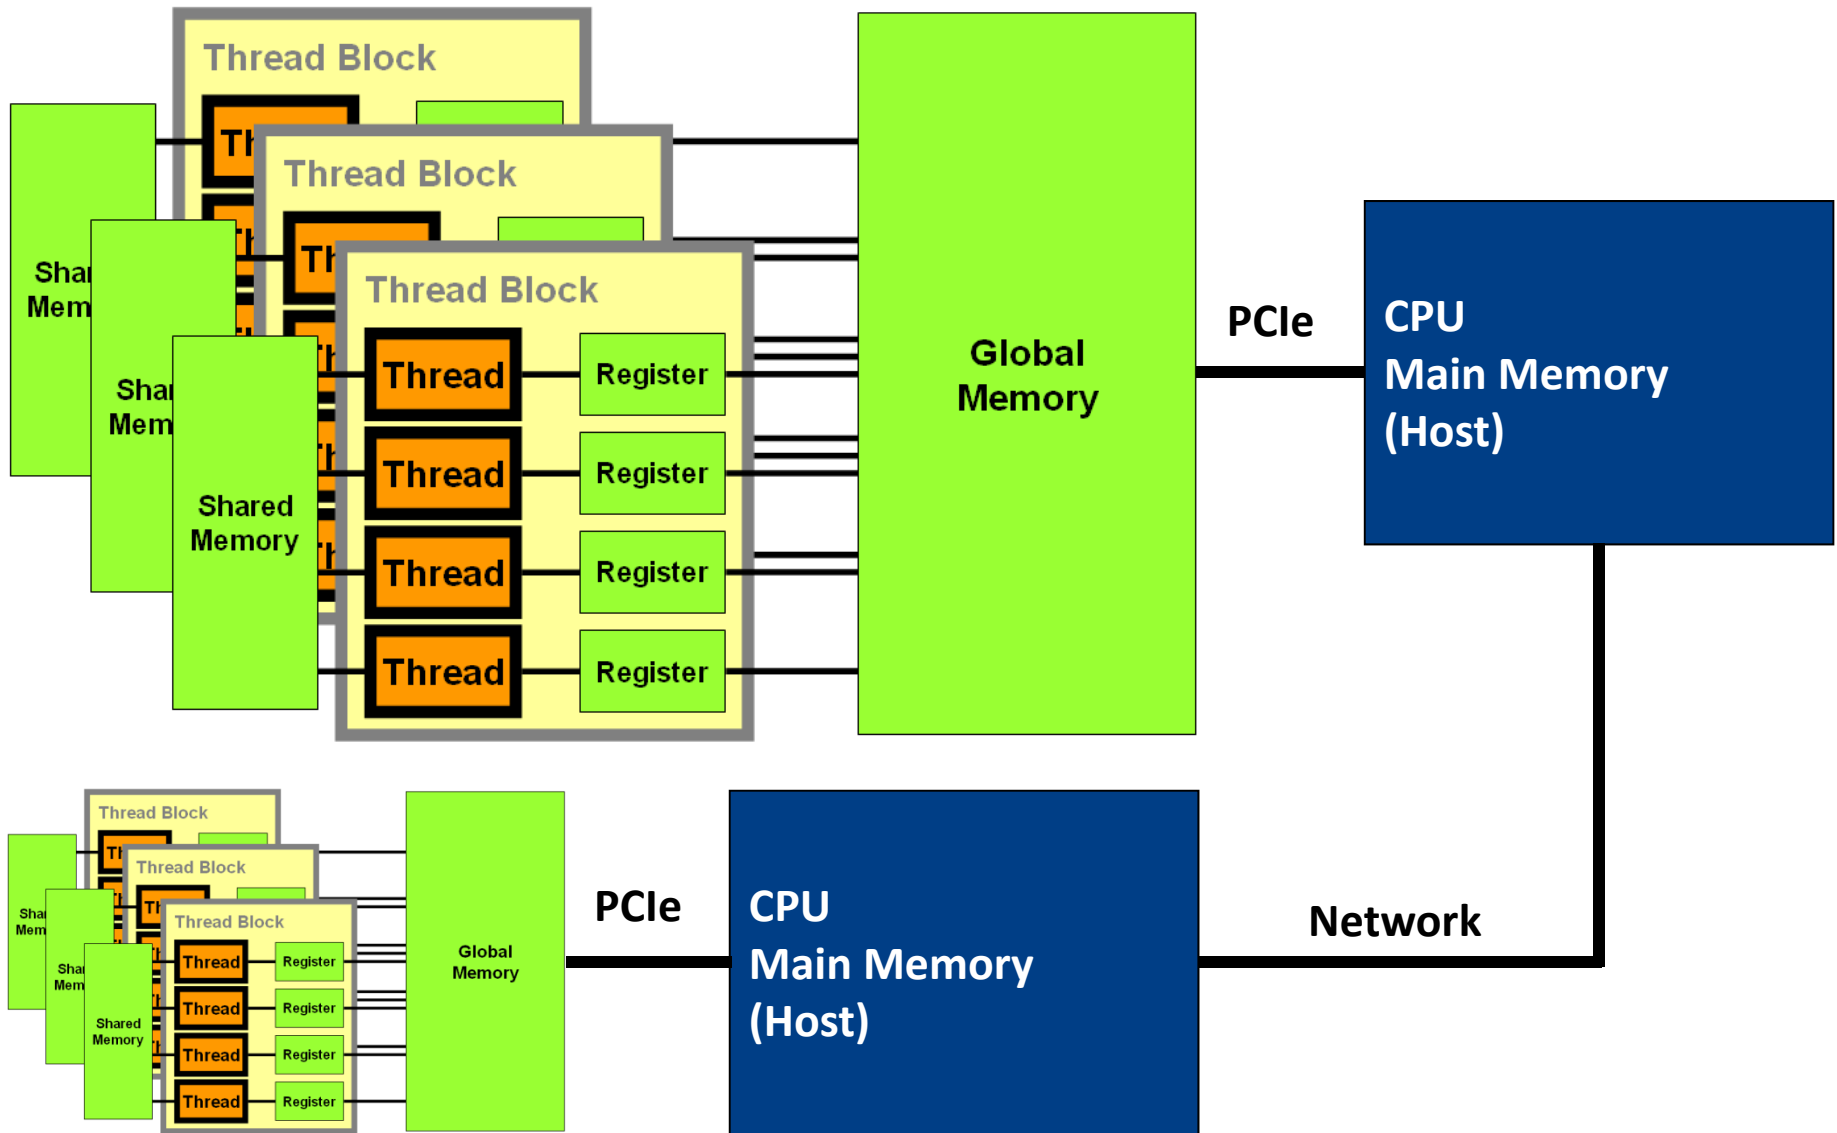 Thread Block
Thread Block
Thread Block
Thread
Register
Thread
Register
Thread
Register
Thread
Register
Shared
Memory
Global
Memory
PCIe
CPU
Main Memory
(Host)
Thread Block
Thread Block
Thread Block
Thread
Register
Thread
Register
Thread
Register
Thread
Register
Shared
Memory
Global
Memory
PCIe
CPU
Main Memory
(Host)
Network